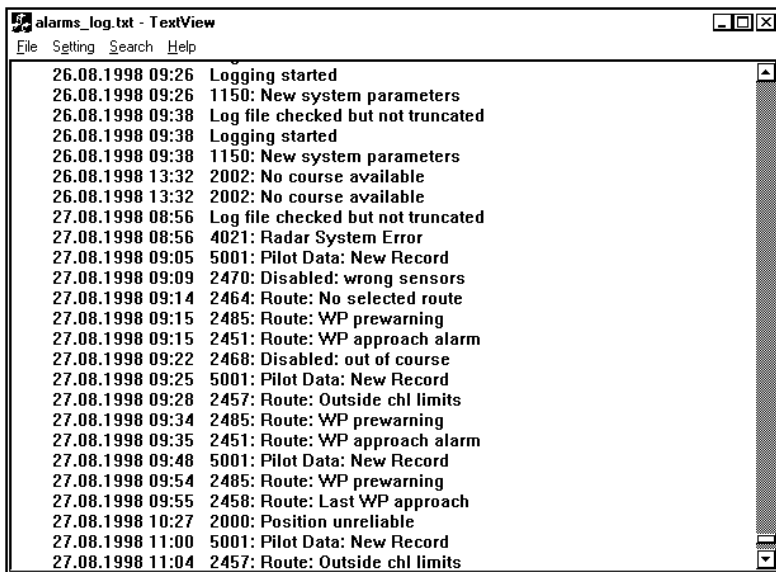 alarms_log.txt - TextView
File Setting Search Help
26.08.1998 09:26 Logging started
26.08.1998 09:26 1150: New system parameters
26.08.1998 09:38 Log file checked but not truncated
26.08.1998 09:38 Logging started
26.08.1998 09:38 1150: New system parameters
26.08.1998 13:32 2002: No course available
26.08.1998 13:32 2002: No course available
27.08.1998 08:56 Log file checked but not truncated
27.08.1998 08:56 4021: Radar System Error
27.08.1998 09:05 5001: Pilot Data: New Record
27.08.1998 09:09 2470: Disabled: wrong sensors
27.08.1998 09:14 2464: Route: No selected route
27.08.1998 09:15 2485: Route: WP prewarning
27.08.1998 09:15 2451: Route: WP approach alarm
27.08.1998 09:22 2468: Disabled: out of course
27.08.1998 09:25 5001: Pilot Data: New Record
27.08.1998 09:28 2457: Route: Outside chl limits
27.08.1998 09:34 2485: Route: WP prewarning
27.08.1998 09:35 2451: Route: WP approach alarm
27.08.1998 09:48 5001: Pilot Data: New Record
27.08.1998 09:54 2485: Route: WP prewarning
27.08.1998 09:55 2458: Route: Last WP approach
27.08.1998 10:27 2000: Position unreliable
27.08.1998 11:00 5001: Pilot Data: New Record
27.08.1998 11:04 2457: Route: Outside chl limits